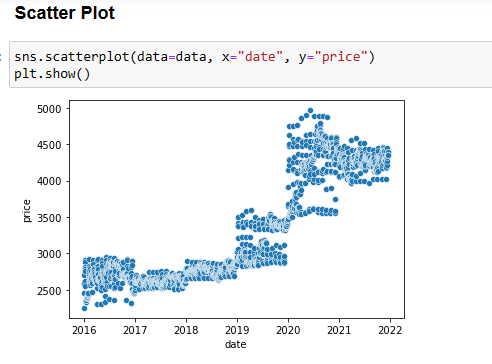 Scatter Plot
sns.scatterplot(data=data, x="date", y="price")
plt.show()
5000
4500
4000
3500
3000
2500
price
2016 2017 2018 2019 2020 2021 2022
date